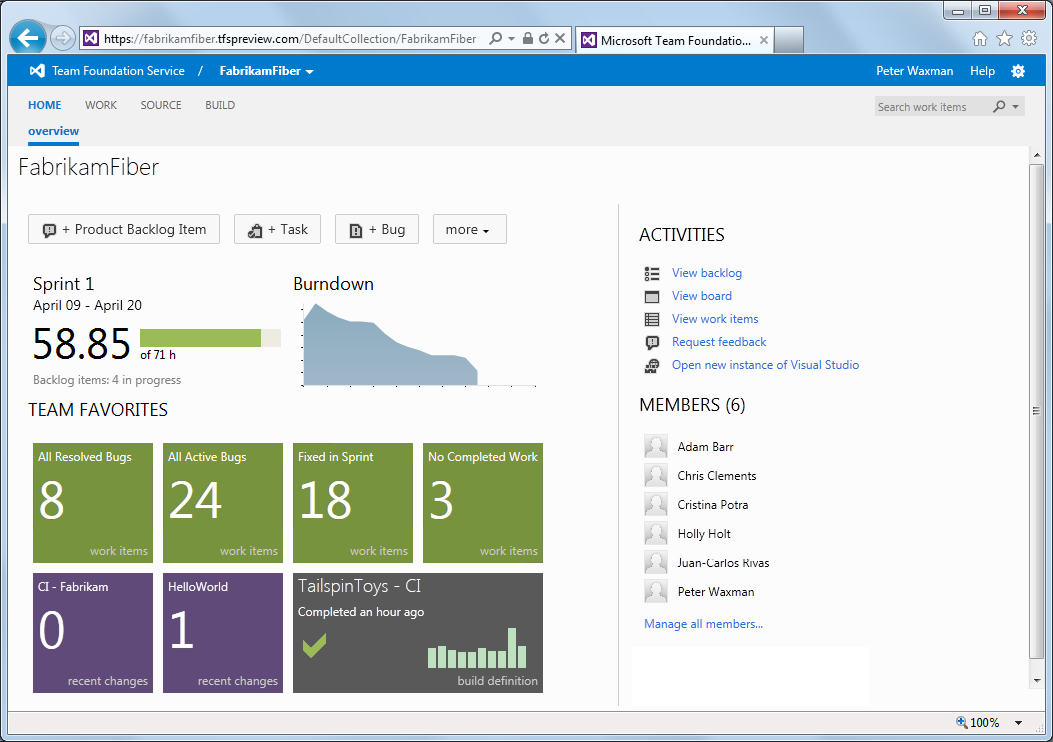 https://fabrikamfiber.tfspreview.com/DefaultCollection/FabrikamFiber
Microsoft Team Foundatio...
Team Foundation Service / FabrikamFiber
Peter Waxman Help
HOME WORK SOURCE BUILD
Search work items
overview
FabrikamFiber
+ Product Backlog Item
+ Task
+ Bug
more
Sprint 1
April 09 - April 20
58.85
of 71 h
Backlog items: 4 in progress
Burndown
TEAM FAVORITES
All Resolved Bugs
8
work items
All Active Bugs
24
work items
Fixed in Sprint
18
work items
No Completed Work
3
work items
CI - Fabrikam
0
recent changes
HelloWorld
1
recent changes
TailspinToys - CI
Completed an hour ago
build definition
ACTIVITIES
View backlog
View board
View work items
Request feedback
Open new instance of Visual Studio
MEMBERS (6)
Adam Barr
Chris Clements
Cristina Potra
Holly Holt
Juan-Carlos Rivas
Peter Waxman
Manage all members...
100%